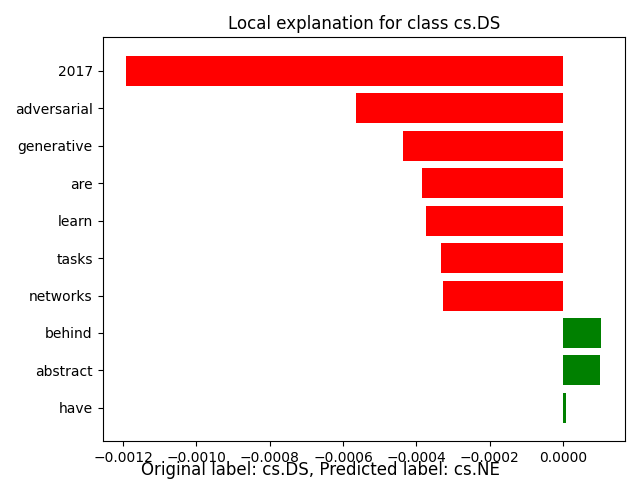 Local explanation for class cs.DS
2017
adversarial
generative
are
learn
tasks
networks
behind
abstract
have
−0.0012 −0.0010 −0.0008 −0.0006 −0.0004 −0.0002 0.0000
Original label: cs.DS, Predicted label: cs.NE